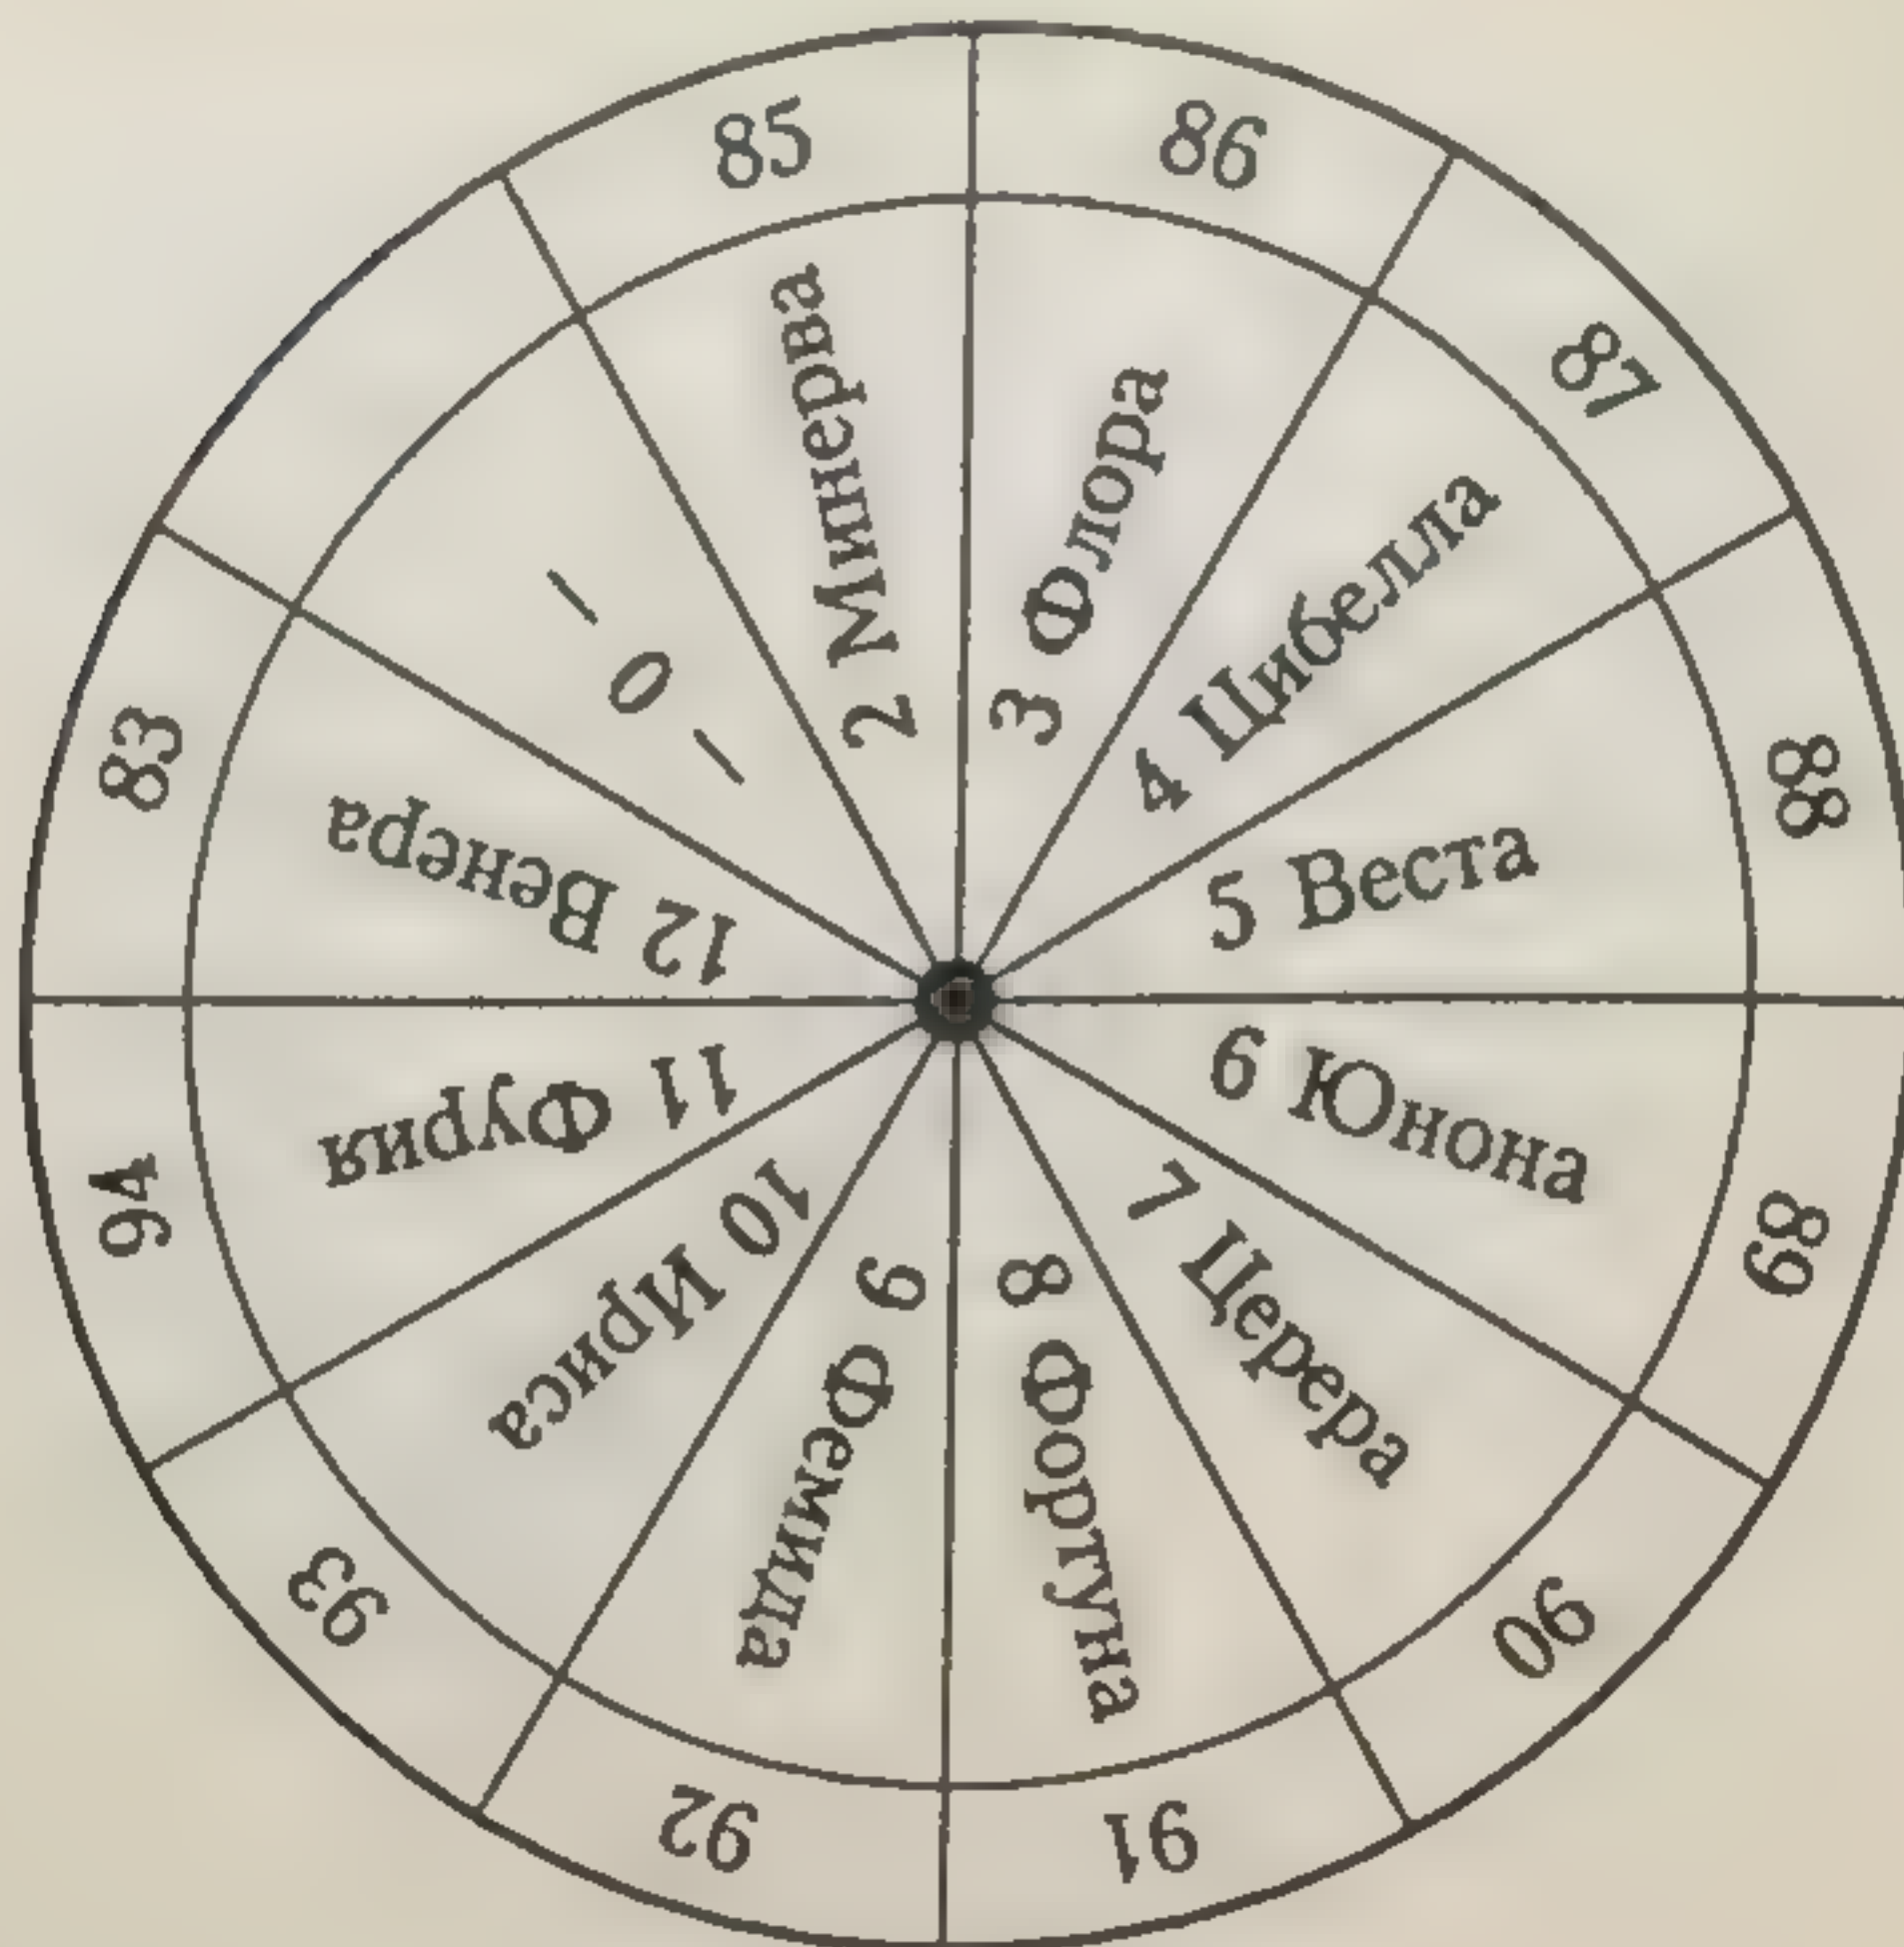 85
86
87
88
89
90
91
92
93
94
83
– 0 –
2 Минерва
3 Флора
4 Цибелла
5 Веста
6 Юнона
7 Церера
8 Фортуна
9 Фемида
10 Ириса
11 Фурия
12 Венера